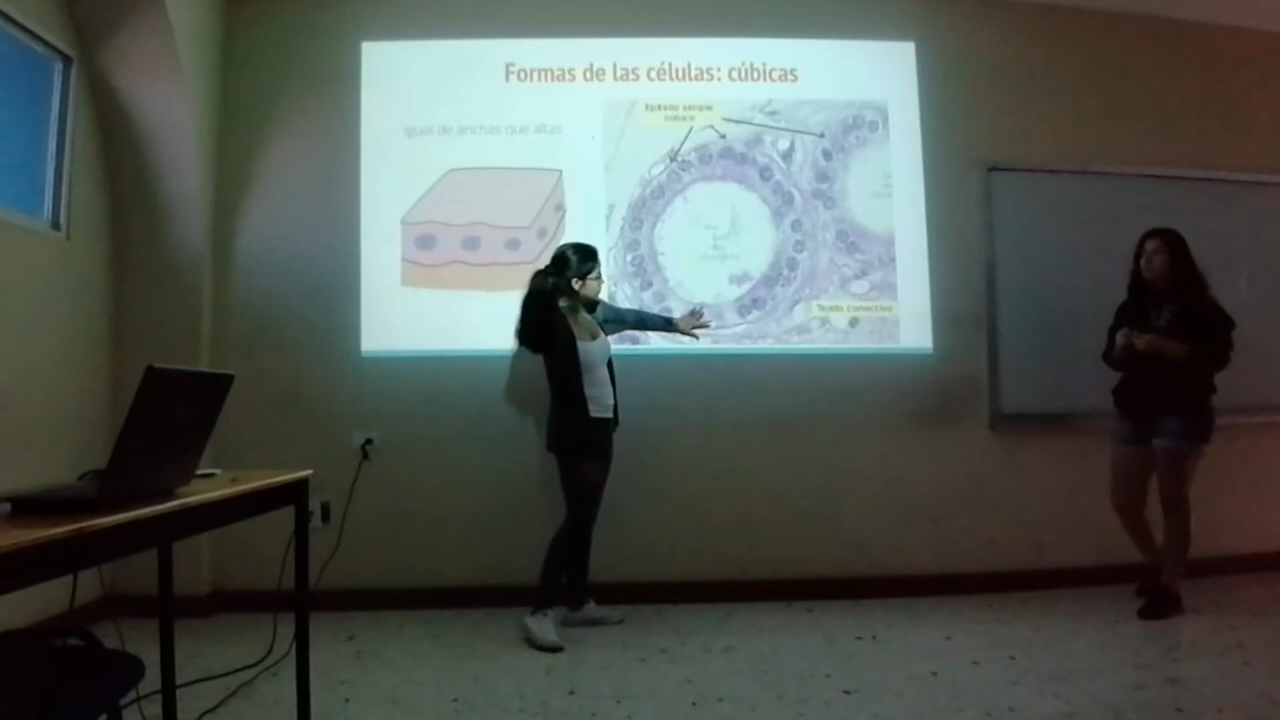 Formas de las células: cúbicas
igual de anchas que altas
Epitelio simple
cúbico
Tejido conectivo